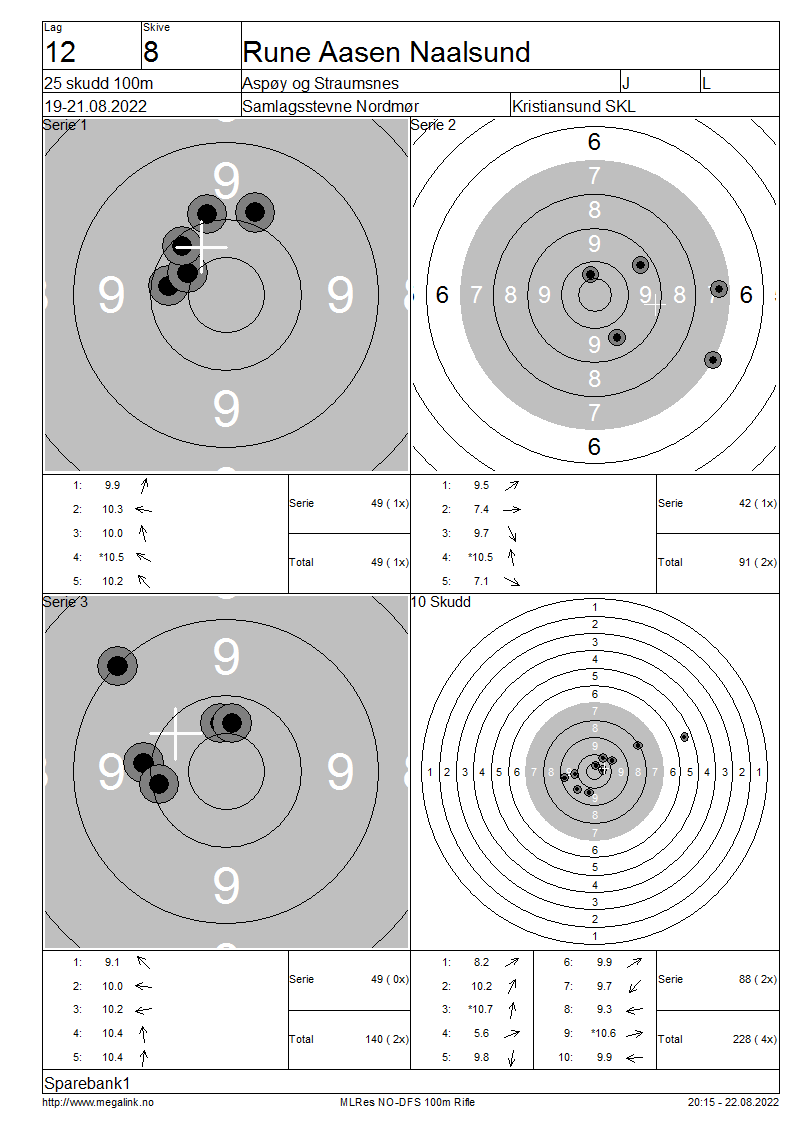 Lag Skive
12 8 Rune Aasen Naalsund
25 skudd 100m Aspøy og Straumsnes J L
19-21.08.2022 Samlagsstevne Nordmør Kristiansund SKL
Serie 1
9
9 9
9
Serie 2
6
7
8
9
6 7 8 9 9 8 7 6
9
8
7
6
1: 9.9
2: 10.3
3: 10.0
4: *10.5
5: 10.2
Serie 49 ( 1x)
Total 49 ( 1x)
1: 9.5
2: 7.4
3: 9.7
4: *10.5
5: 7.1
Serie 42 ( 1x)
Total 91 ( 2x)
Serie 3
9
9 9
9
10 Skudd
1
2
3
4
5
6
7
8
9
1 2 3 4 5 6 7 8 9 8 7 6 5 4 3 2 1
9
8
7
6
5
4
3
2
1
1: 9.1
2: 10.0
3: 10.2
4: 10.4
5: 10.4
Serie 49 ( 0x)
Total 140 ( 2x)
1: 8.2 6: 9.9
2: 10.2 7: 9.7
3: *10.7 8: 9.3
4: 5.6 9: *10.6
5: 9.8 10: 9.9
Serie 88 ( 2x)
Total 228 ( 4x)
Sparebank1
http://www.megalink.no MLRes NO-DFS 100m Rifle 20:15 - 22.08.2022